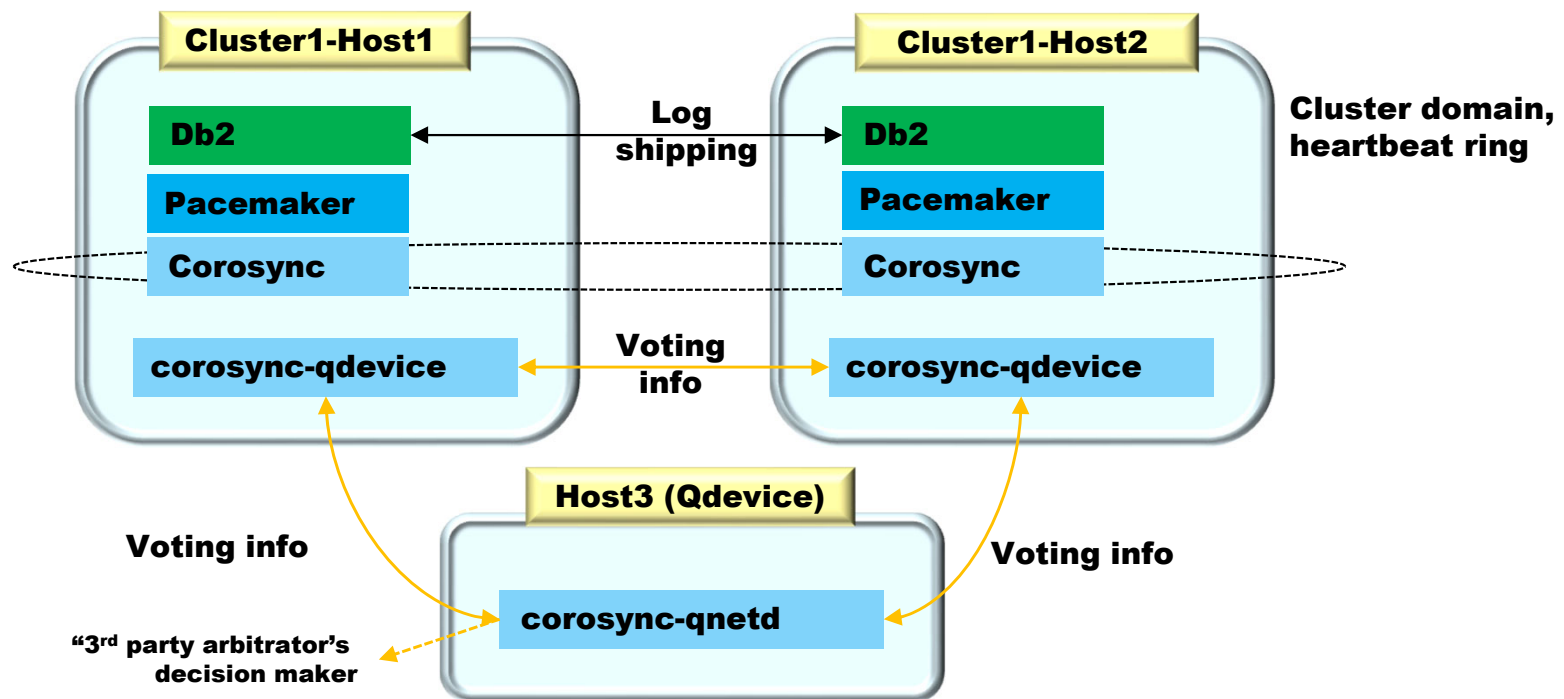 Cluster1-Host1
Cluster1-Host2
Db2
Log
shipping
Db2
Cluster domain,
heartbeat ring
Pacemaker
Pacemaker
Corosync
Corosync
corosync-qdevice
Voting
info
corosync-qdevice
Host3 (Qdevice)
Voting info
Voting info
corosync-qnetd
“3rd party arbitrator’s
decision maker